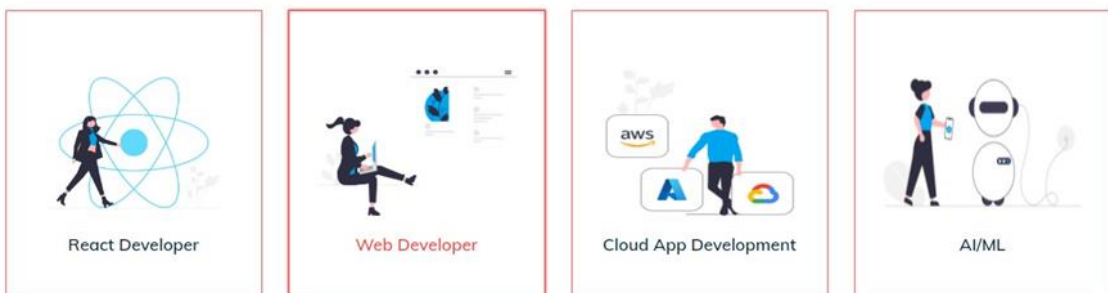 aws
React Developer
Web Developer
Cloud App Development
AI/ML